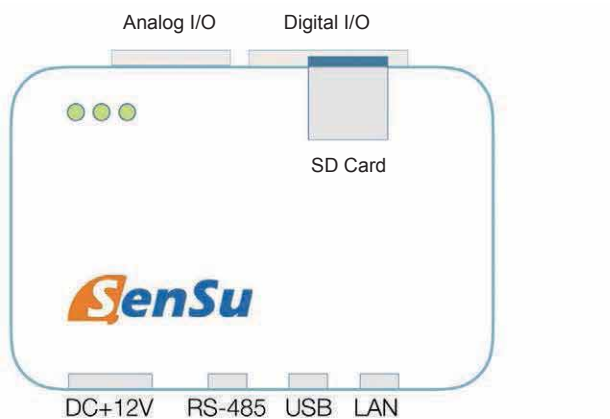 Analog I/O Digital I/O
SD Card
SenSu
DC+12V RS-485 USB LAN